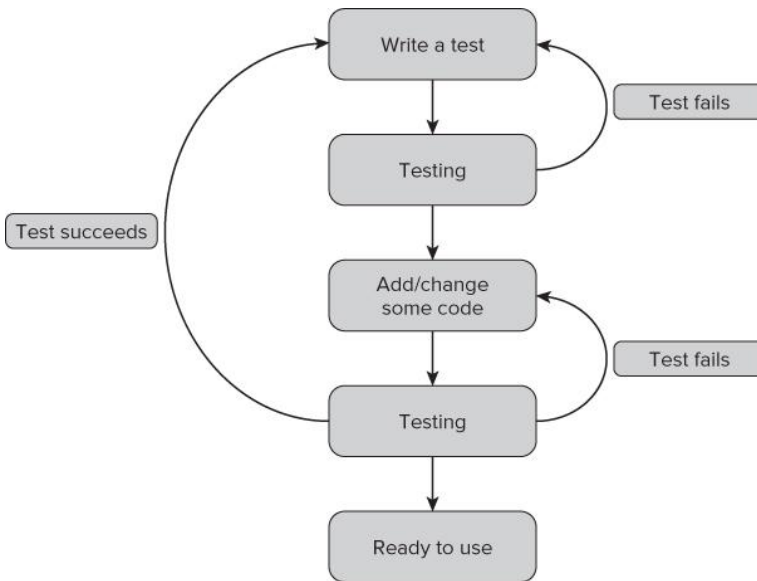 Write a test
Test fails
Testing
Test succeeds
Add/change
some code
Test fails
Testing
Ready to use